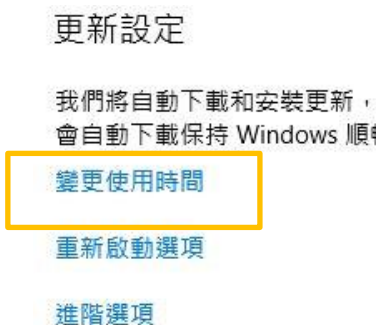 更新設定
我們將自動下載和安裝更新，
會自動下載保持 Windows 順
變更使用時間
重新啟動選項
進階選項